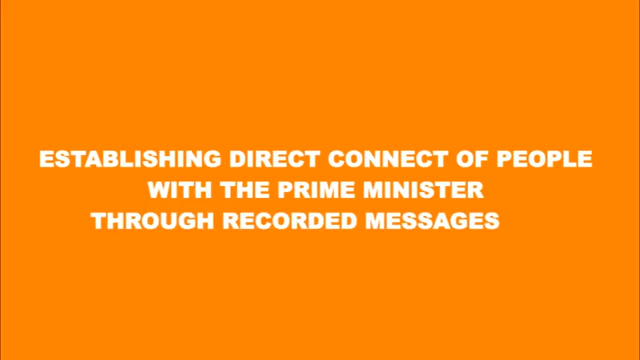 ESTABLISHING DIRECT CONNECT OF PEOPLE
WITH THE PRIME MINISTER
THROUGH RECORDED MESSAGES